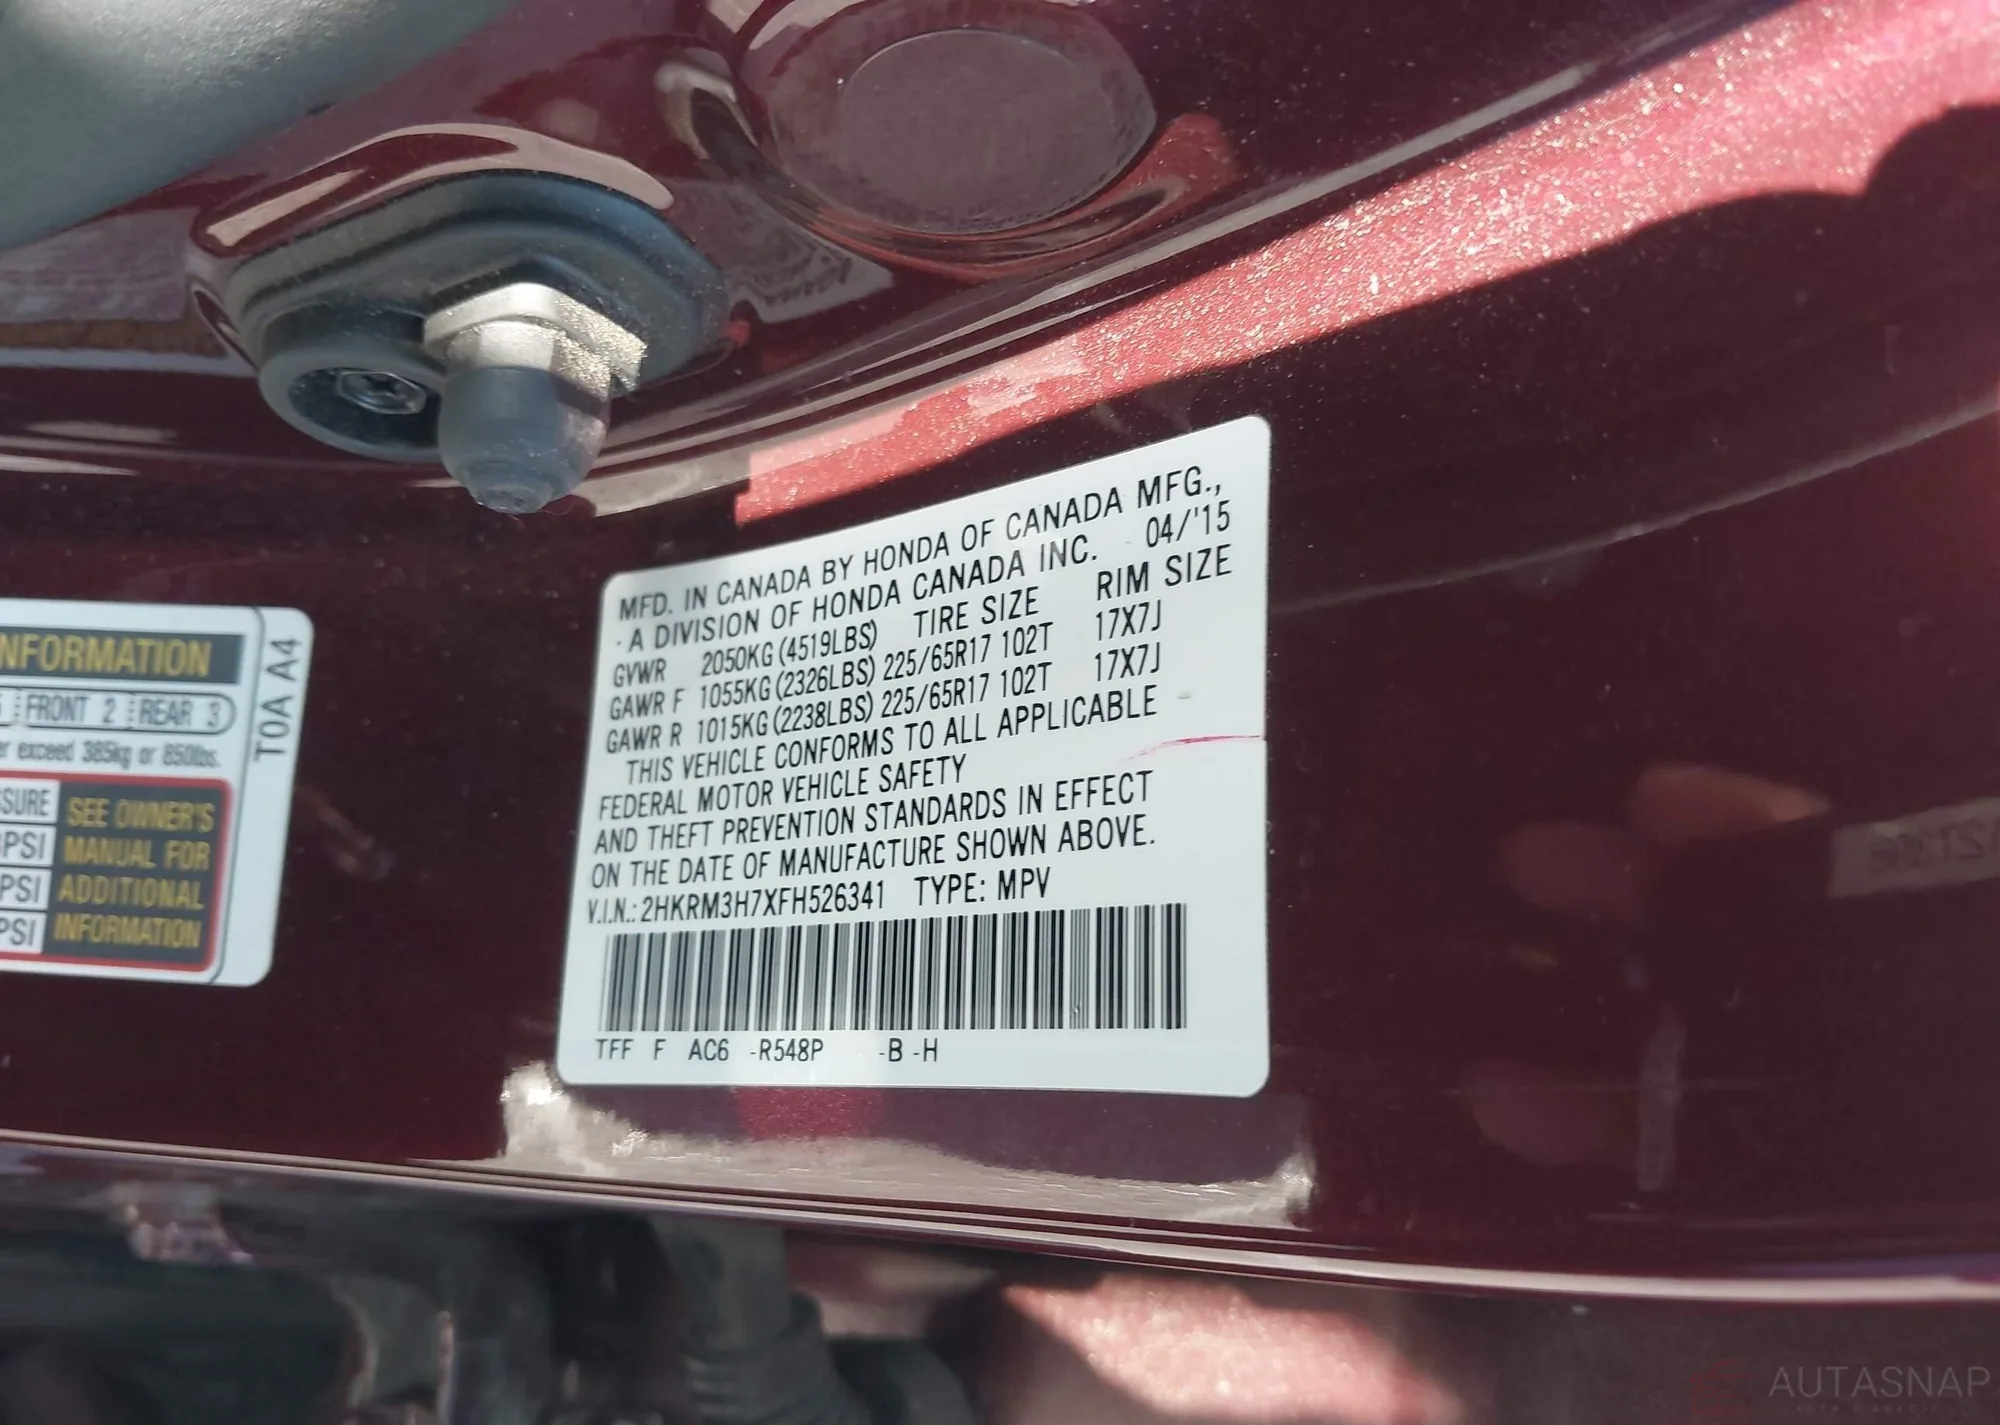 NFORMATION
FRONT 2 REAR 3
er exceed 385kg or 850lbs.
SSURE
PSI
PSI
PSI
SEE OWNER'S
MANUAL FOR
ADDITIONAL
INFORMATION
T0A A4
MFD. IN CANADA BY HONDA OF CANADA MFG.,
A DIVISION OF HONDA CANADA INC. 04/'15
GVWR 2050KG (4519LBS) TIRE SIZE RIM SIZE
GAWR F 1055KG (2326LBS) 225/65R17 102T 17X7J
GAWR R 1015KG (2238LBS) 225/65R17 102T 17X7J
THIS VEHICLE CONFORMS TO ALL APPLICABLE
FEDERAL MOTOR VEHICLE SAFETY
AND THEFT PREVENTION STANDARDS IN EFFECT
ON THE DATE OF MANUFACTURE SHOWN ABOVE.
V.I.N.: 2HKRM3H7XFH526341 TYPE: MPV
TFF F AC6 -R548P -B -H
AUTASNAP